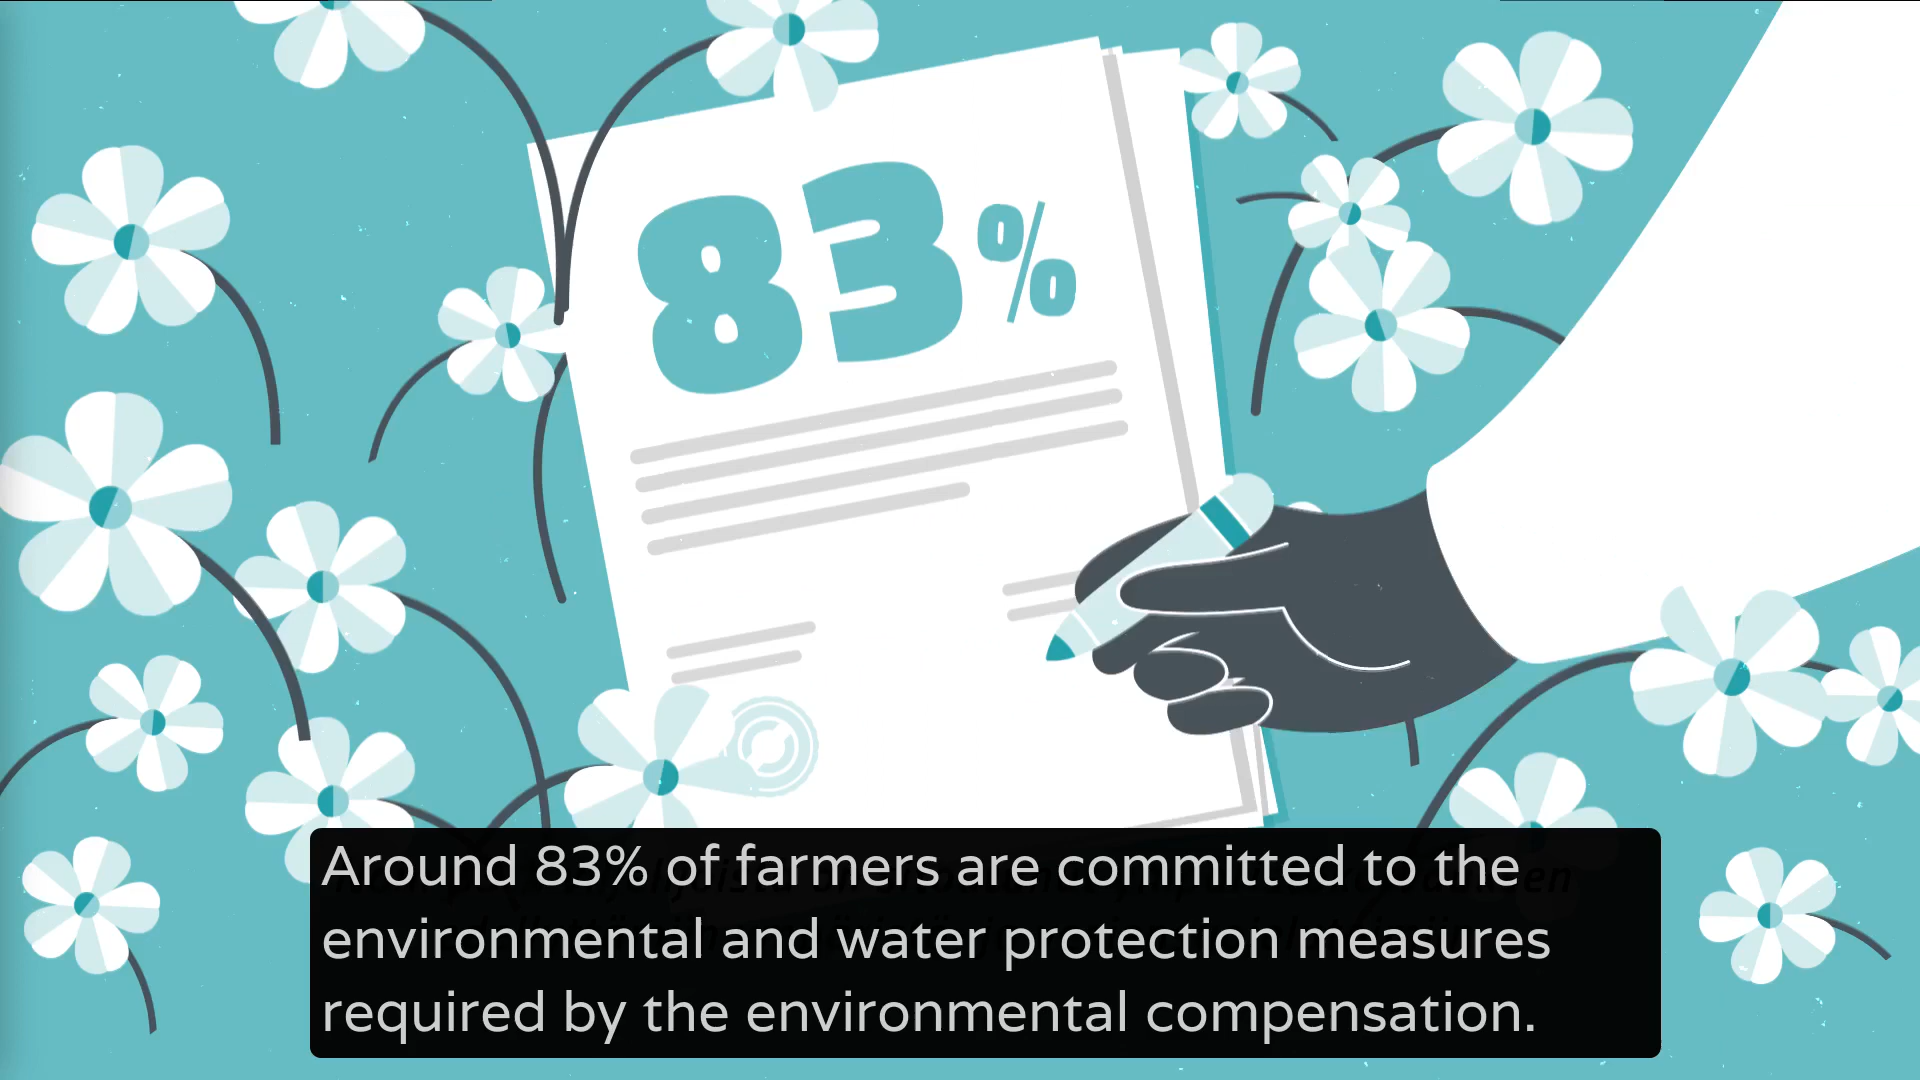 83%
Around 83% of farmers are committed to the
environmental and water protection measures
required by the environmental compensation.